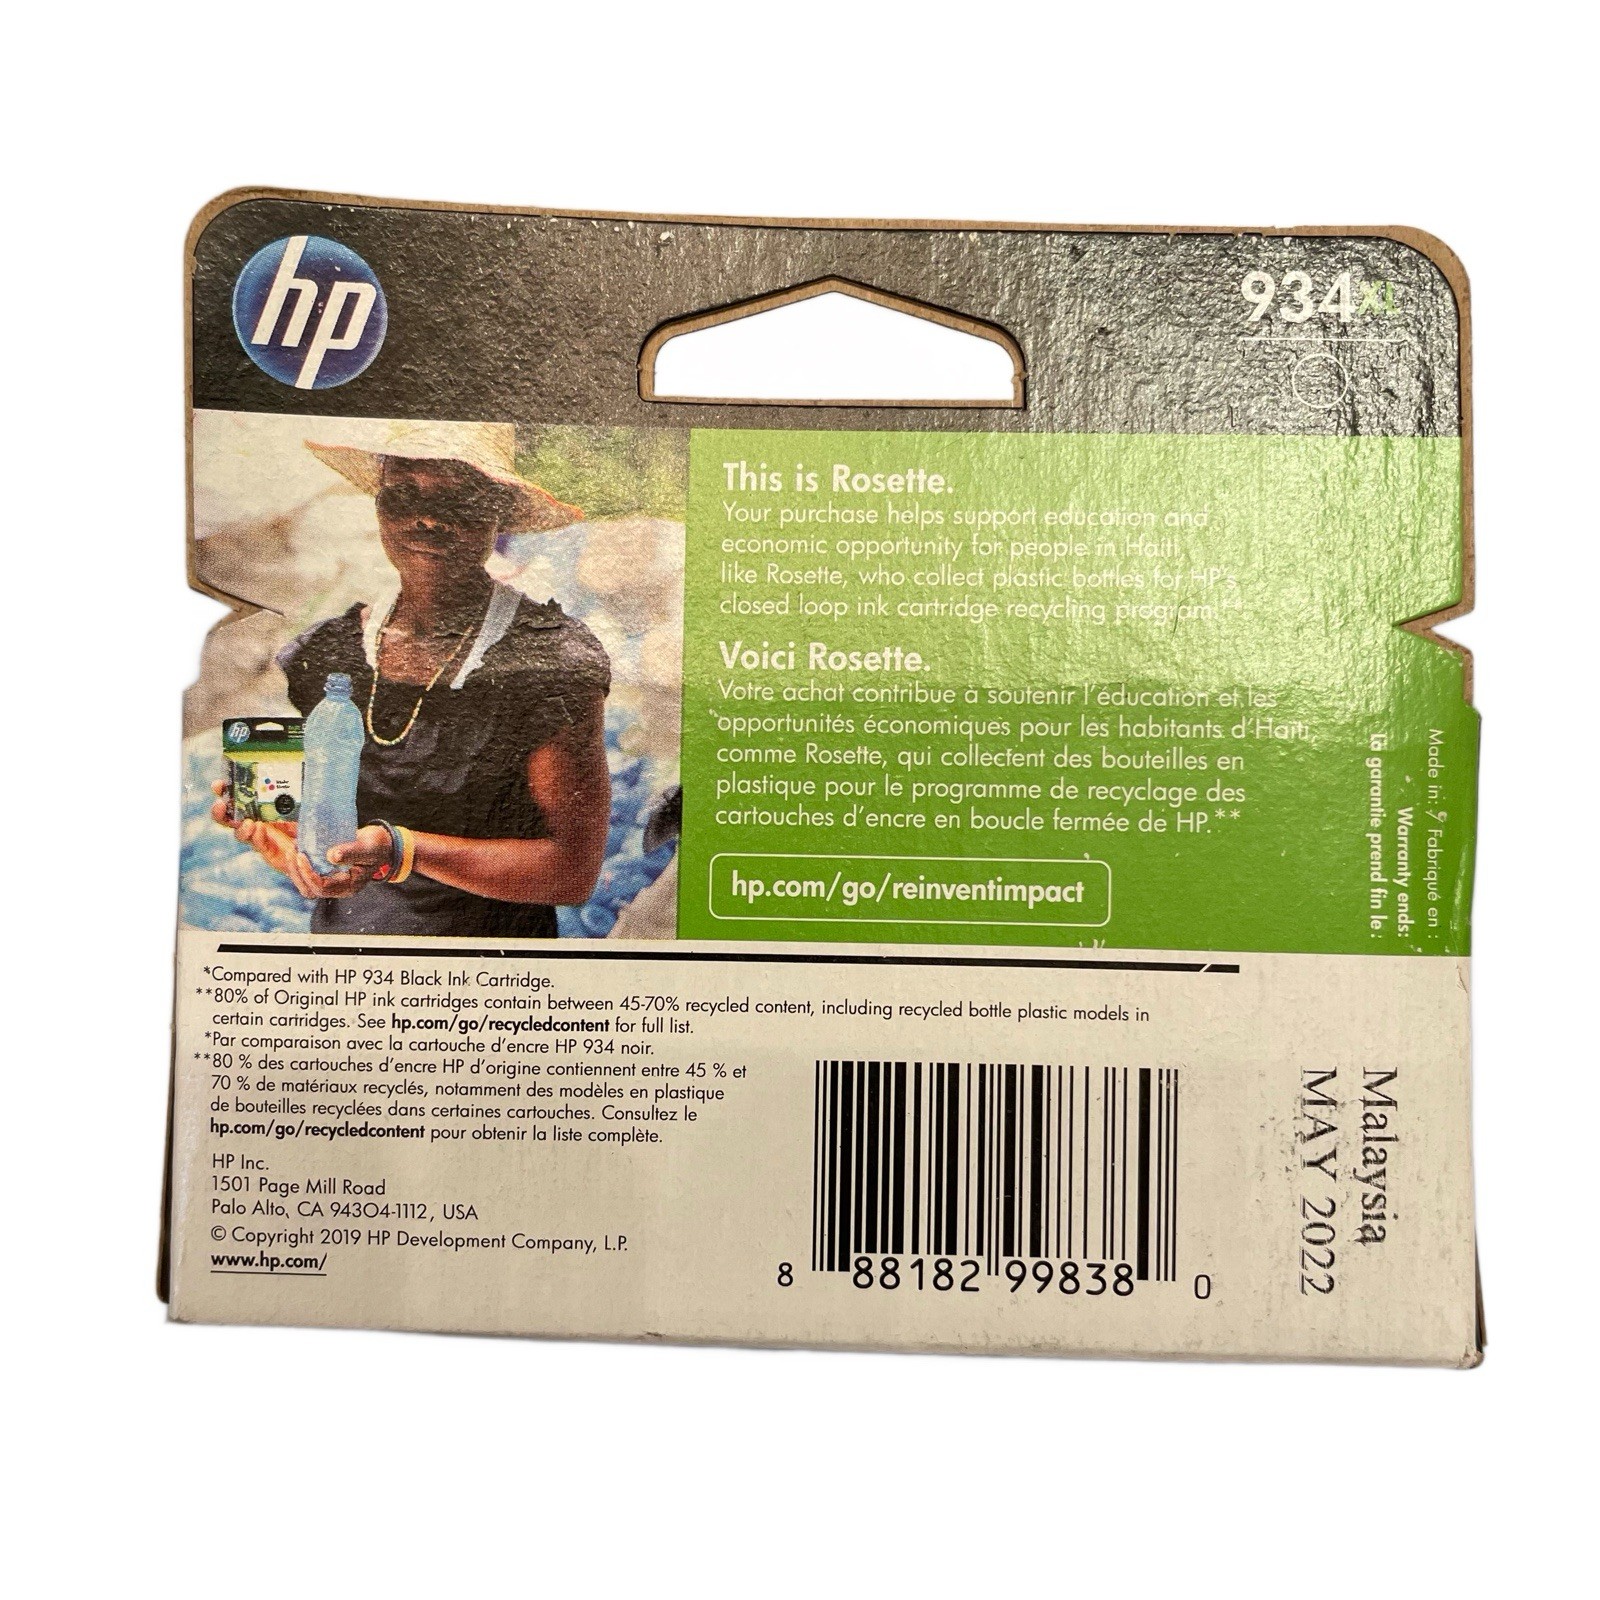 hp
934XL
This is Rosette.
Your purchase helps support education and
economic opportunity for people in Haiti,
like Rosette, who collect plastic bottles for HP's
closed loop ink cartridge recycling program.**
Voici Rosette.
Votre achat contribue à soutenir l'éducation et les
opportunités économiques pour les habitants d'Haïti,
comme Rosette, qui collectent des bouteilles en
plastique pour le programme de recyclage des
cartouches d'encre en boucle fermée de HP.**
hp.com/go/reinventimpact
Made in: / Fabriqué en :
Warranty ends:
la garantie prend fin le :
hp
*Compared with HP 934 Black Ink Cartridge.
**80% of Original HP ink cartridges contain between 45-70% recycled content, including recycled bottle plastic models in
certain cartridges. See hp.com/go/recycledcontent for full list.
*Par comparaison avec la cartouche d'encre HP 934 noir.
**80 % des cartouches d'encre HP d'origine contiennent entre 45 % et
70 % de matériaux recyclés, notamment des modèles en plastique
de bouteilles recyclées dans certaines cartouches. Consultez le
hp.com/go/recycledcontent pour obtenir la liste complète.
HP Inc.
1501 Page Mill Road
Palo Alto, CA 94304-1112, USA
© Copyright 2019 HP Development Company, L.P.
www.hp.com/
8 88182 99838 0
Malaysia
MAY 2022